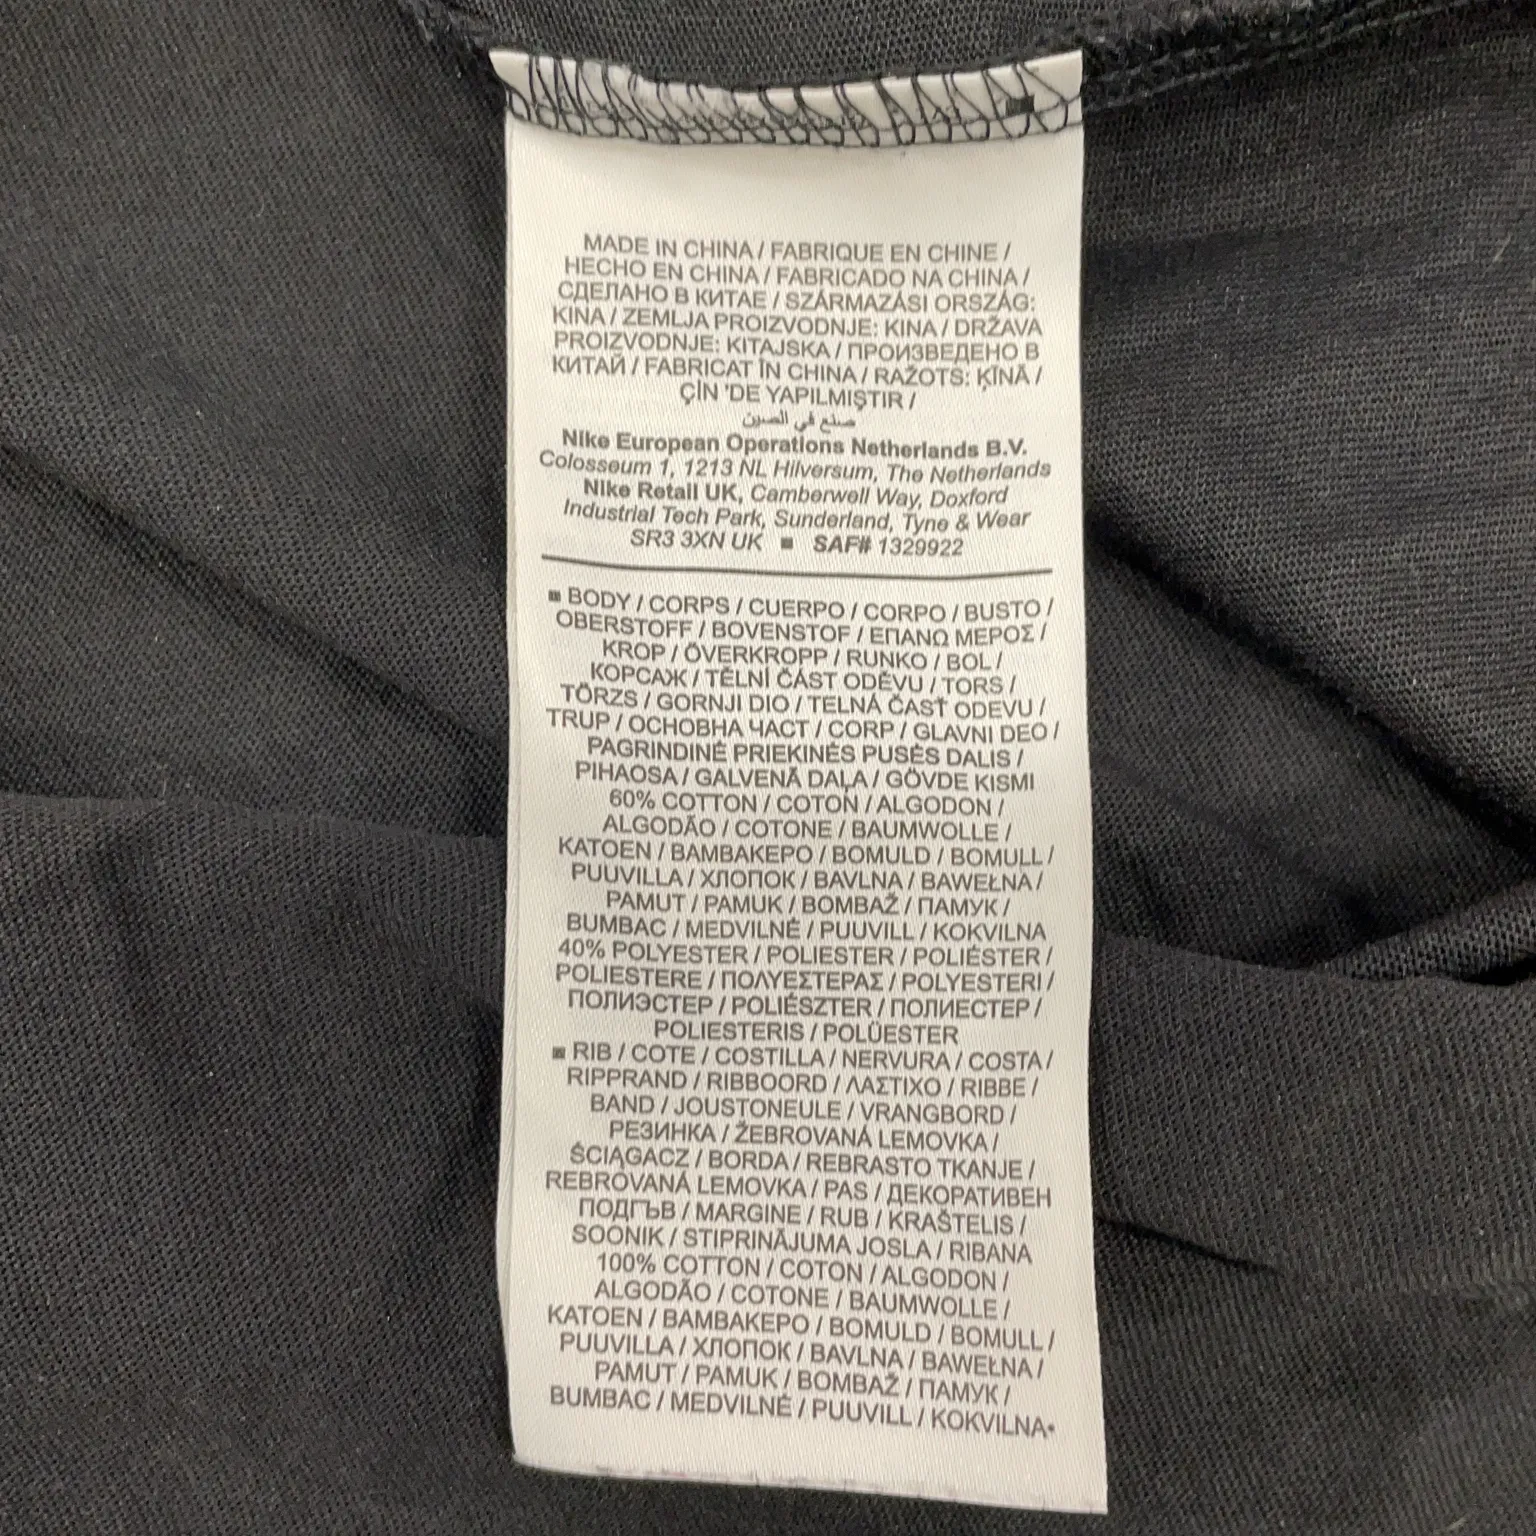 MADE IN CHINA / FABRIQUE EN CHINE /
HECHO EN CHINA / FABRICADO NA CHINA /
СДЕЛАНО В КИТАЕ / SZÁRMAZÁSI ORSZÁG:
KINA / ZEMLJA PROIZVODNJE: KINA / DRŽAVA
PROIZVODNJE: KITAJSKA / ПРОИЗВЕДЕНО В
КИТАЙ / FABRICAT ÎN CHINA / RAŽOTS: ĶĪNĀ /
ÇİN 'DE YAPILMIŞTIR /
صنع في الصين
Nike European Operations Netherlands B.V.
Colosseum 1, 1213 NL Hilversum, The Netherlands
Nike Retail UK, Camberwell Way, Doxford
Industrial Tech Park, Sunderland, Tyne & Wear
SR3 3XN UK ■ SAF# 1329922
■ BODY / CORPS / CUERPO / CORPO / BUSTO /
OBERSTOFF / BOVENSTOF / ΕΠΑΝΩ ΜΕΡΟΣ /
KROP / ÖVERKROPP / RUNKO / BOL /
КОРСАЖ / TĚLNÍ ČÁST ODĚVU / TORS /
TÖRZS / GORNJI DIO / TELNÁ ČASŤ ODEVU /
TRUP / ОСНОВНА ЧАСТ / CORP / GLAVNI DEO /
PAGRINDINĖ PRIEKINĖS PUSĖS DALIS /
PIHAOSA / GALVENĀ DAĻA / GÖVDE KISMI
60% COTTON / COTON / ALGODON /
ALGODÃO / COTONE / BAUMWOLLE /
KATOEN / ΒΑΜΒΑΚΕΡΟ / BOMULD / BOMULL /
PUUVILLA / ХЛОПОК / BAVLNA / BAWEŁNA /
PAMUT / PAMUK / BOMBAŽ / ПАМУК /
BUMBAC / MEDVILNĖ / PUUVILL / KOKVILNA
40% POLYESTER / POLIESTER / POLIÉSTER /
POLIESTERE / ΠΟΛΥΕΣΤΕΡΑΣ / POLYESTERI /
ПОЛИЭСТЕР / POLIÉSZTER / ПОЛИЕСТЕР /
POLIESTERIS / POLÜESTER
■ RIB / COTE / COSTILLA / NERVURA / COSTA /
RIPPRAND / RIBBOORD / ΛΑΣΤΙΧΟ / RIBBE /
BAND / JOUSTONEULE / VRANGBORD /
РЕЗИНКА / ŽEBROVANÁ LEMOVKA /
ŚCIĄGACZ / BORDA / REBRASTO TKANJE /
REBROVANÁ LEMOVKA / PAS / ДЕКОРАТИВЕН
ПОДГЪВ / MARGINE / RUB / KRAŠTELIS /
SOONIK / STIPRINĀJUMA JOSLA / RIBANA
100% COTTON / COTON / ALGODON /
ALGODÃO / COTONE / BAUMWOLLE /
KATOEN / ΒΑΜΒΑΚΕΡΟ / BOMULD / BOMULL /
PUUVILLA / ХЛОПОК / BAVLNA / BAWEŁNA /
PAMUT / PAMUK / BOMBAŽ / ПАМУК /
BUMBAC / MEDVILNĖ / PUUVILL / KOKVILNA•